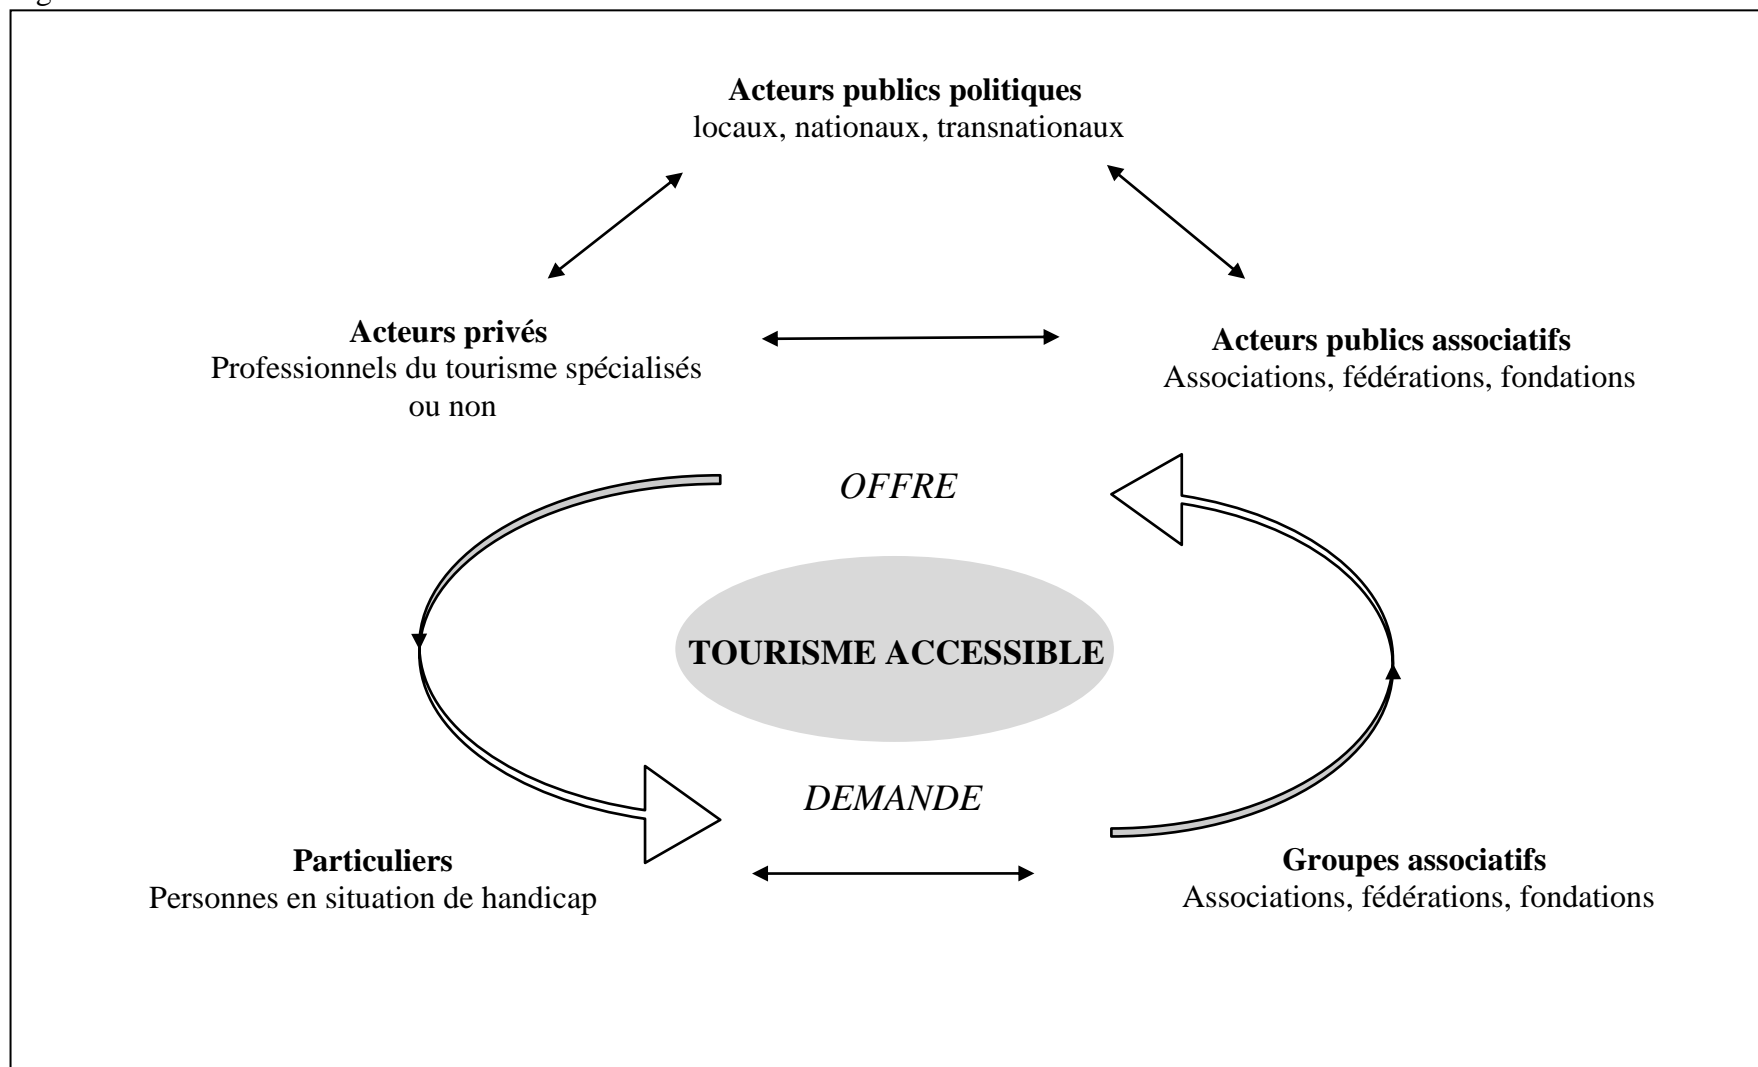 Acteurs publics politiques
locaux, nationaux, transnationaux
Acteurs privés
Professionnels du tourisme spécialisés
ou non
Acteurs publics associatifs
Associations, fédérations, fondations
OFFRE
TOURISME ACCESSIBLE
DEMANDE
Particuliers
Personnes en situation de handicap
Groupes associatifs
Associations, fédérations, fondations